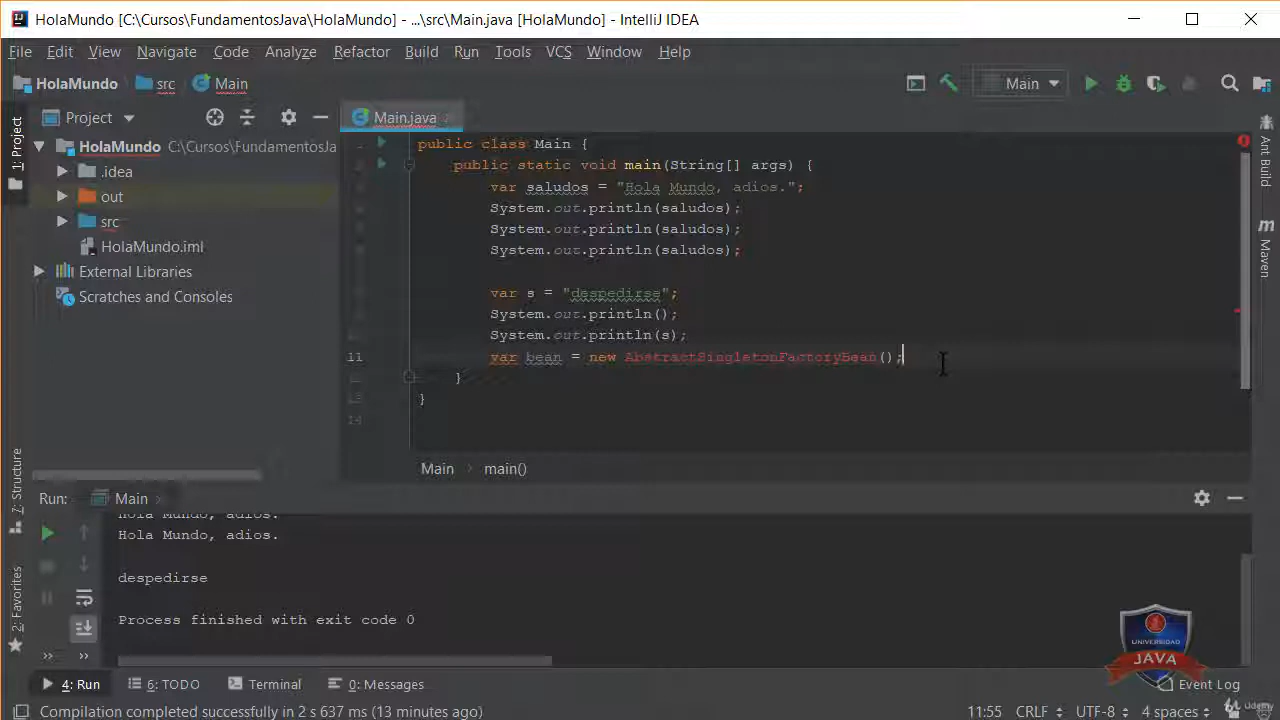 HolaMundo [C:\Cursos\FundamentosJava\HolaMundo] - ...\src\Main.java [HolaMundo] - IntelliJ IDEA
File Edit View Navigate Code Analyze Refactor Build Run Tools VCS Window Help
HolaMundo src Main Main
1: Project
Project
Main.java
HolaMundo C:\Cursos\FundamentosJa
.idea
out
src
HolaMundo.iml
External Libraries
Scratches and Consoles
public class Main {
public static void main(String[] args) {
var saludos = "Hola Mundo, adios.";
System.out.println(saludos);
System.out.println(saludos);
System.out.println(saludos);
var s = "despedirse";
System.out.println();
System.out.println(s);
11 var bean = new AbstractSingletonFactoryBean();
}
}
14
Main > main()
Ant Build
Maven
7: Structure
2: Favorites
Run: Main
Hola Mundo, adios.
Hola Mundo, adios.
despedirse
Process finished with exit code 0
UNIVERSIDAD
JAVA
4: Run 6: TODO Terminal 0: Messages Event Log
Compilation completed successfully in 2 s 637 ms (13 minutes ago) 11:55 CRLF UTF-8 4 spaces
Udemy